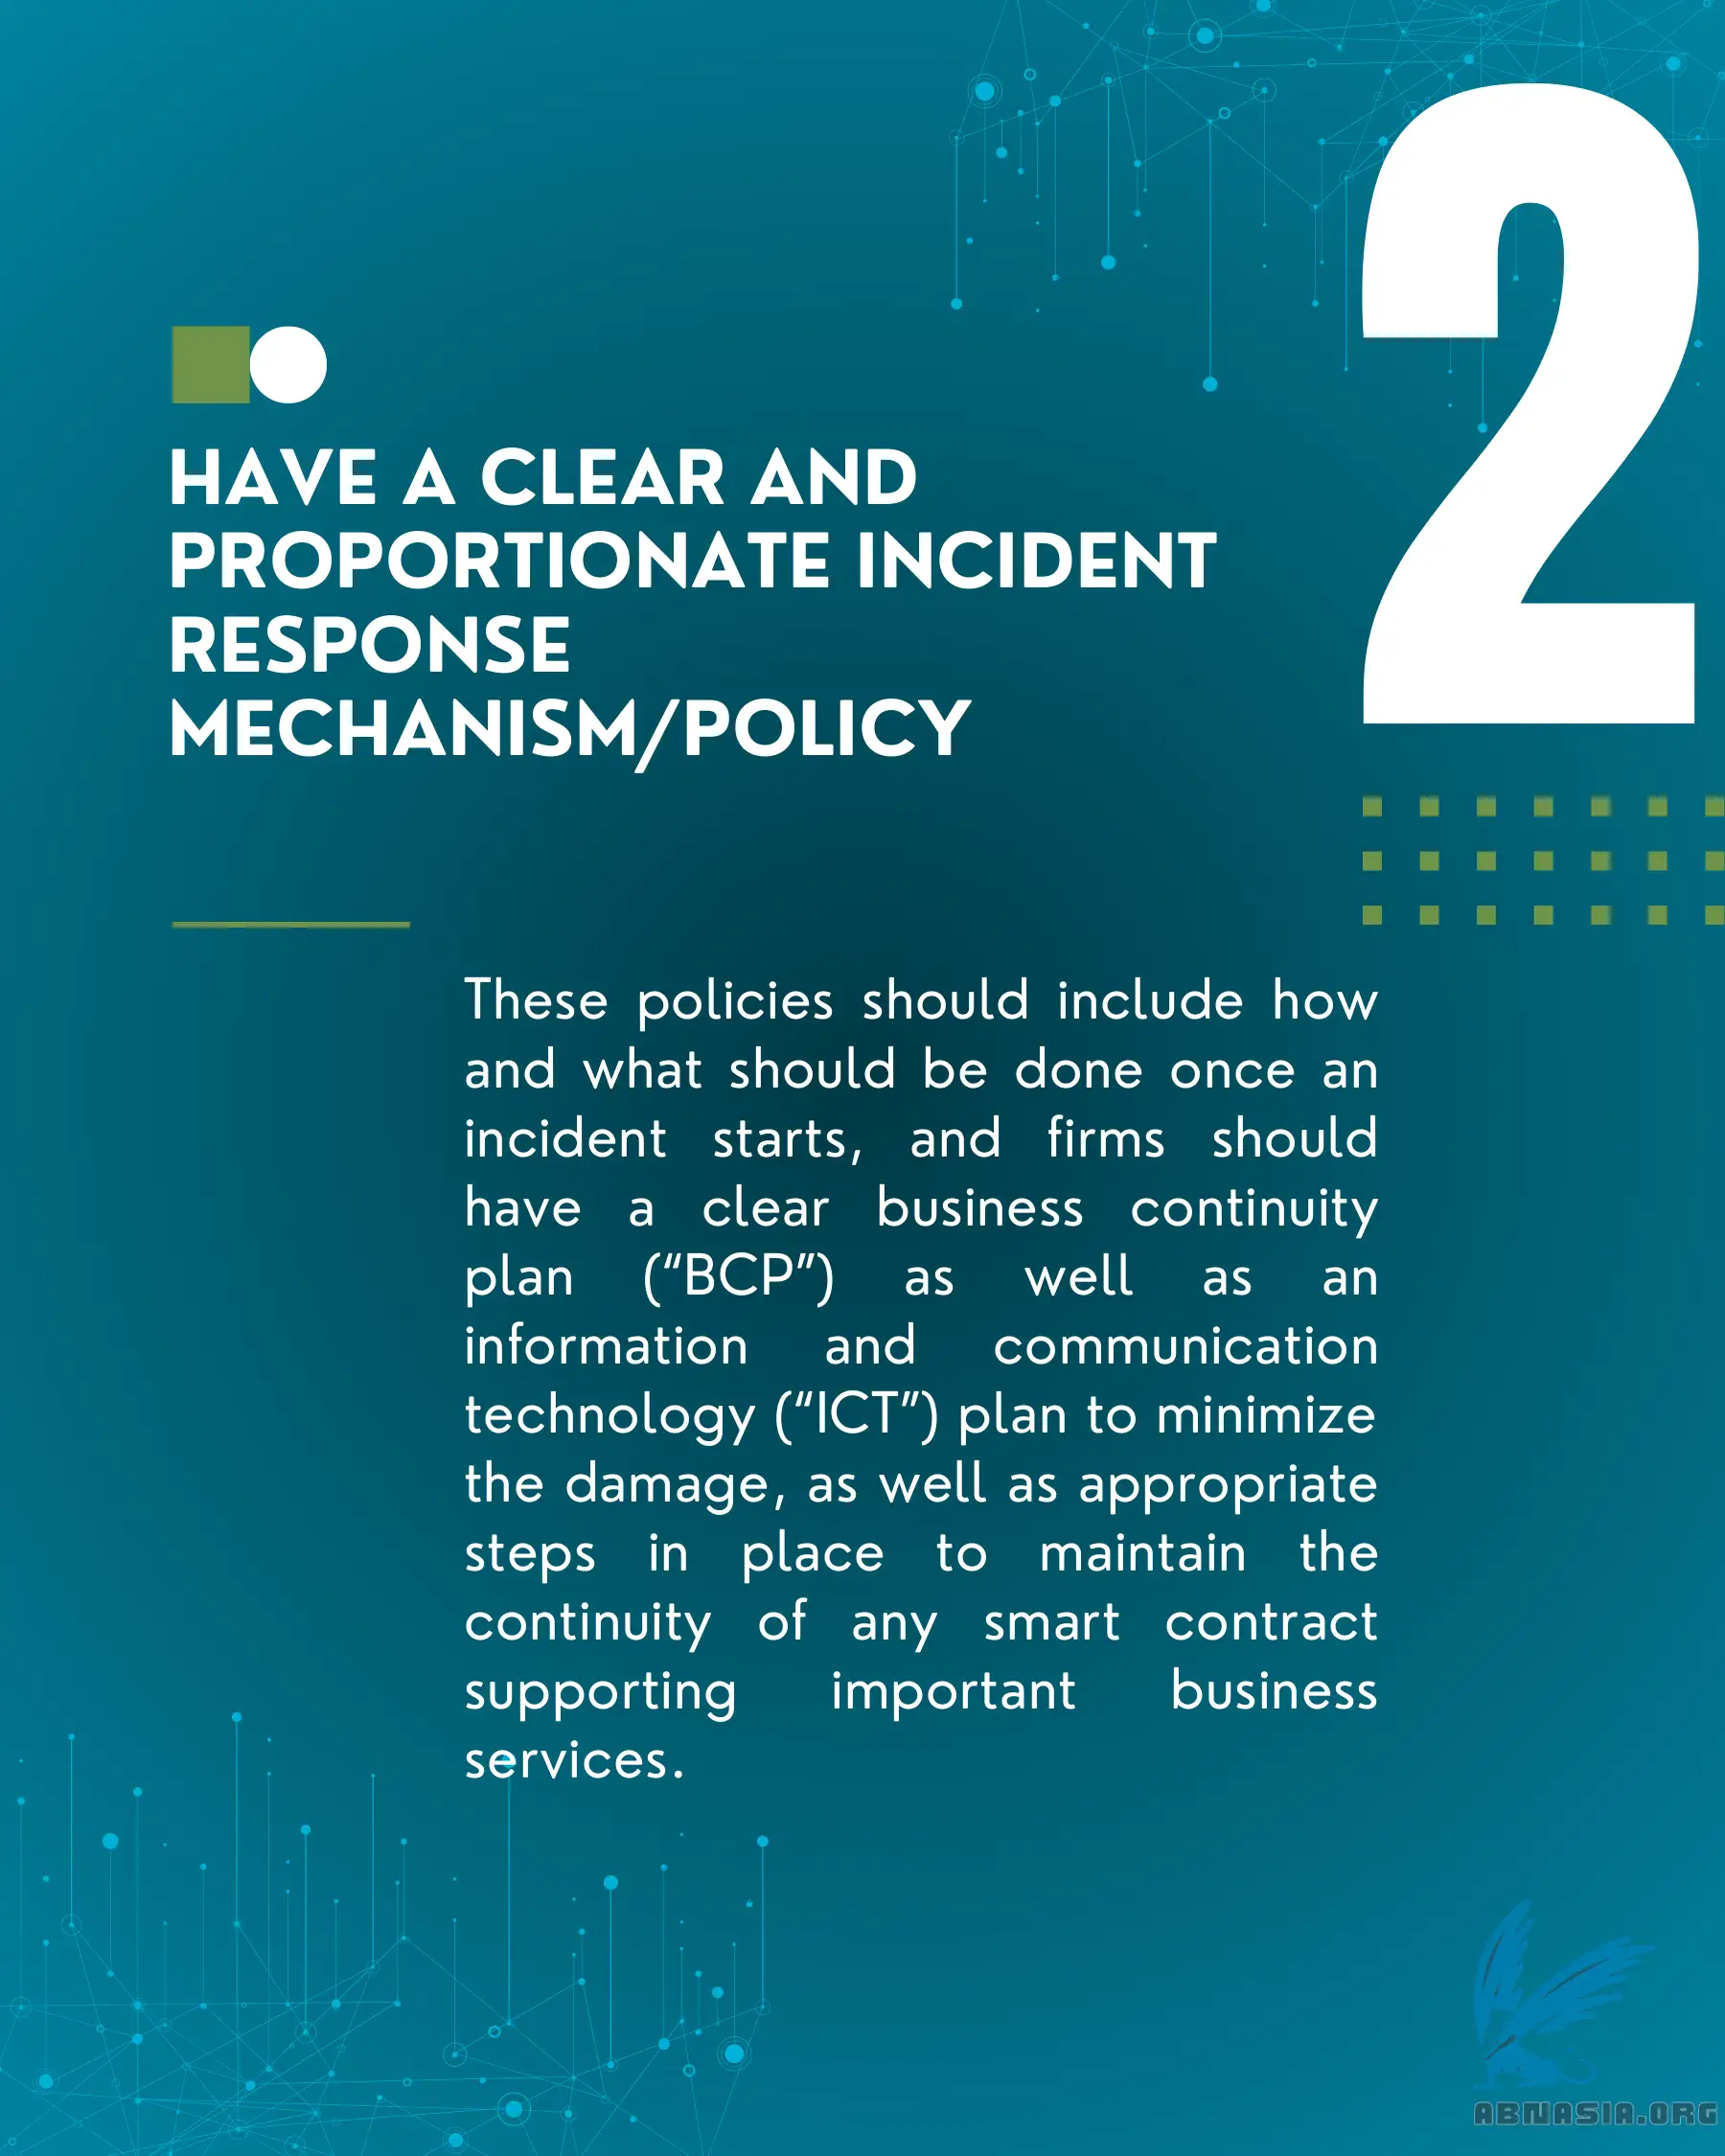 2
HAVE A CLEAR AND
PROPORTIONATE INCIDENT
RESPONSE
MECHANISM/POLICY
These policies should include how
and what should be done once an
incident starts, and firms should
have a clear business continuity
plan (“BCP”) as well as an
information and communication
technology (“ICT”) plan to minimize
the damage, as well as appropriate
steps in place to maintain the
continuity of any smart contract
supporting important business
services.
ABNASIA.ORG